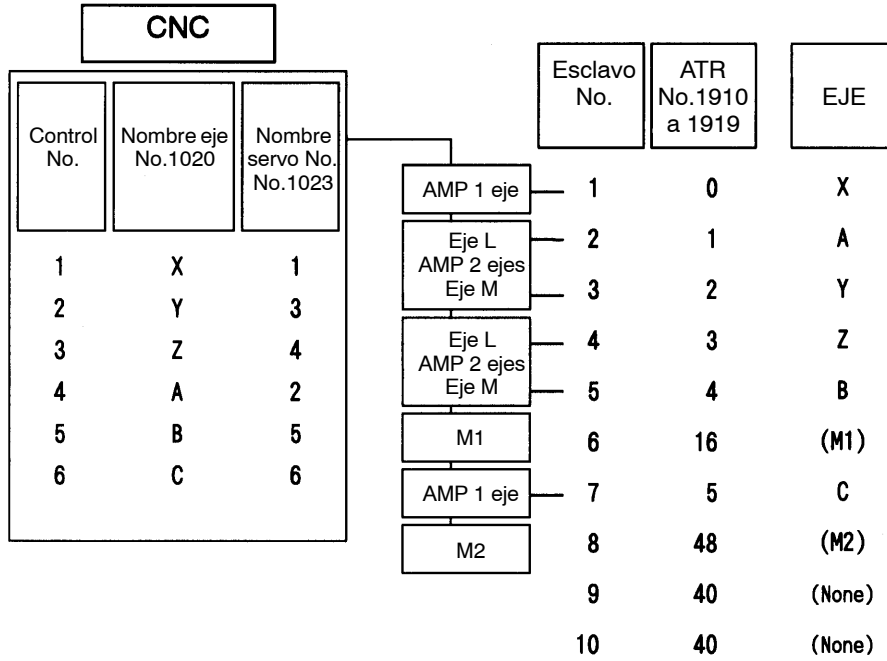 CNC
Control
No.
Nombre eje
No.1020
Nombre
servo No.
No.1023
1 X 1
2 Y 3
3 Z 4
4 A 2
5 B 5
6 C 6
Esclavo
No.
ATR
No.1910
a 1919
EJE
AMP 1 eje 1 0 X
Eje L 2 1 A
AMP 2 ejes
Eje M 3 2 Y
Eje L 4 3 Z
AMP 2 ejes
Eje M 5 4 B
M1 6 16 (M1)
AMP 1 eje 7 5 C
M2 8 48 (M2)
9 40 (None)
10 40 (None)